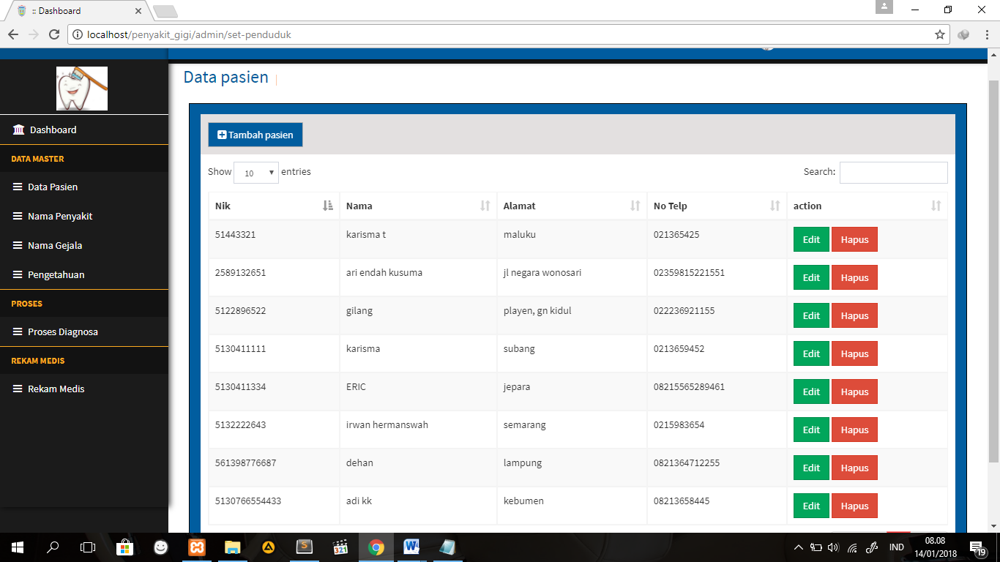 :: Dashboard
localhost/penyakit_gigi/admin/set-penduduk
Dashboard
DATA MASTER
Data Pasien
Nama Penyakit
Nama Gejala
Pengetahuan
PROSES
Proses Diagnosa
REKAM MEDIS
Rekam Medis
Data pasien
Tambah pasien
Show 10 entries Search:
Nik Nama Alamat No Telp action
51443321 karisma t maluku 021365425 Edit Hapus
2589132651 ari endah kusuma jl negara wonosari 02359815221551 Edit Hapus
5122896522 gilang playen, gn kidul 022236921155 Edit Hapus
5130411111 karisma subang 0213659452 Edit Hapus
5130411334 ERIC jepara 08215565289461 Edit Hapus
5132222643 irwan hermanswah semarang 0215983654 Edit Hapus
561398776687 dehan lampung 0821364712255 Edit Hapus
5130766554433 adi kk kebumen 08213658445 Edit Hapus
321
IND
08.08
14/01/2018
19